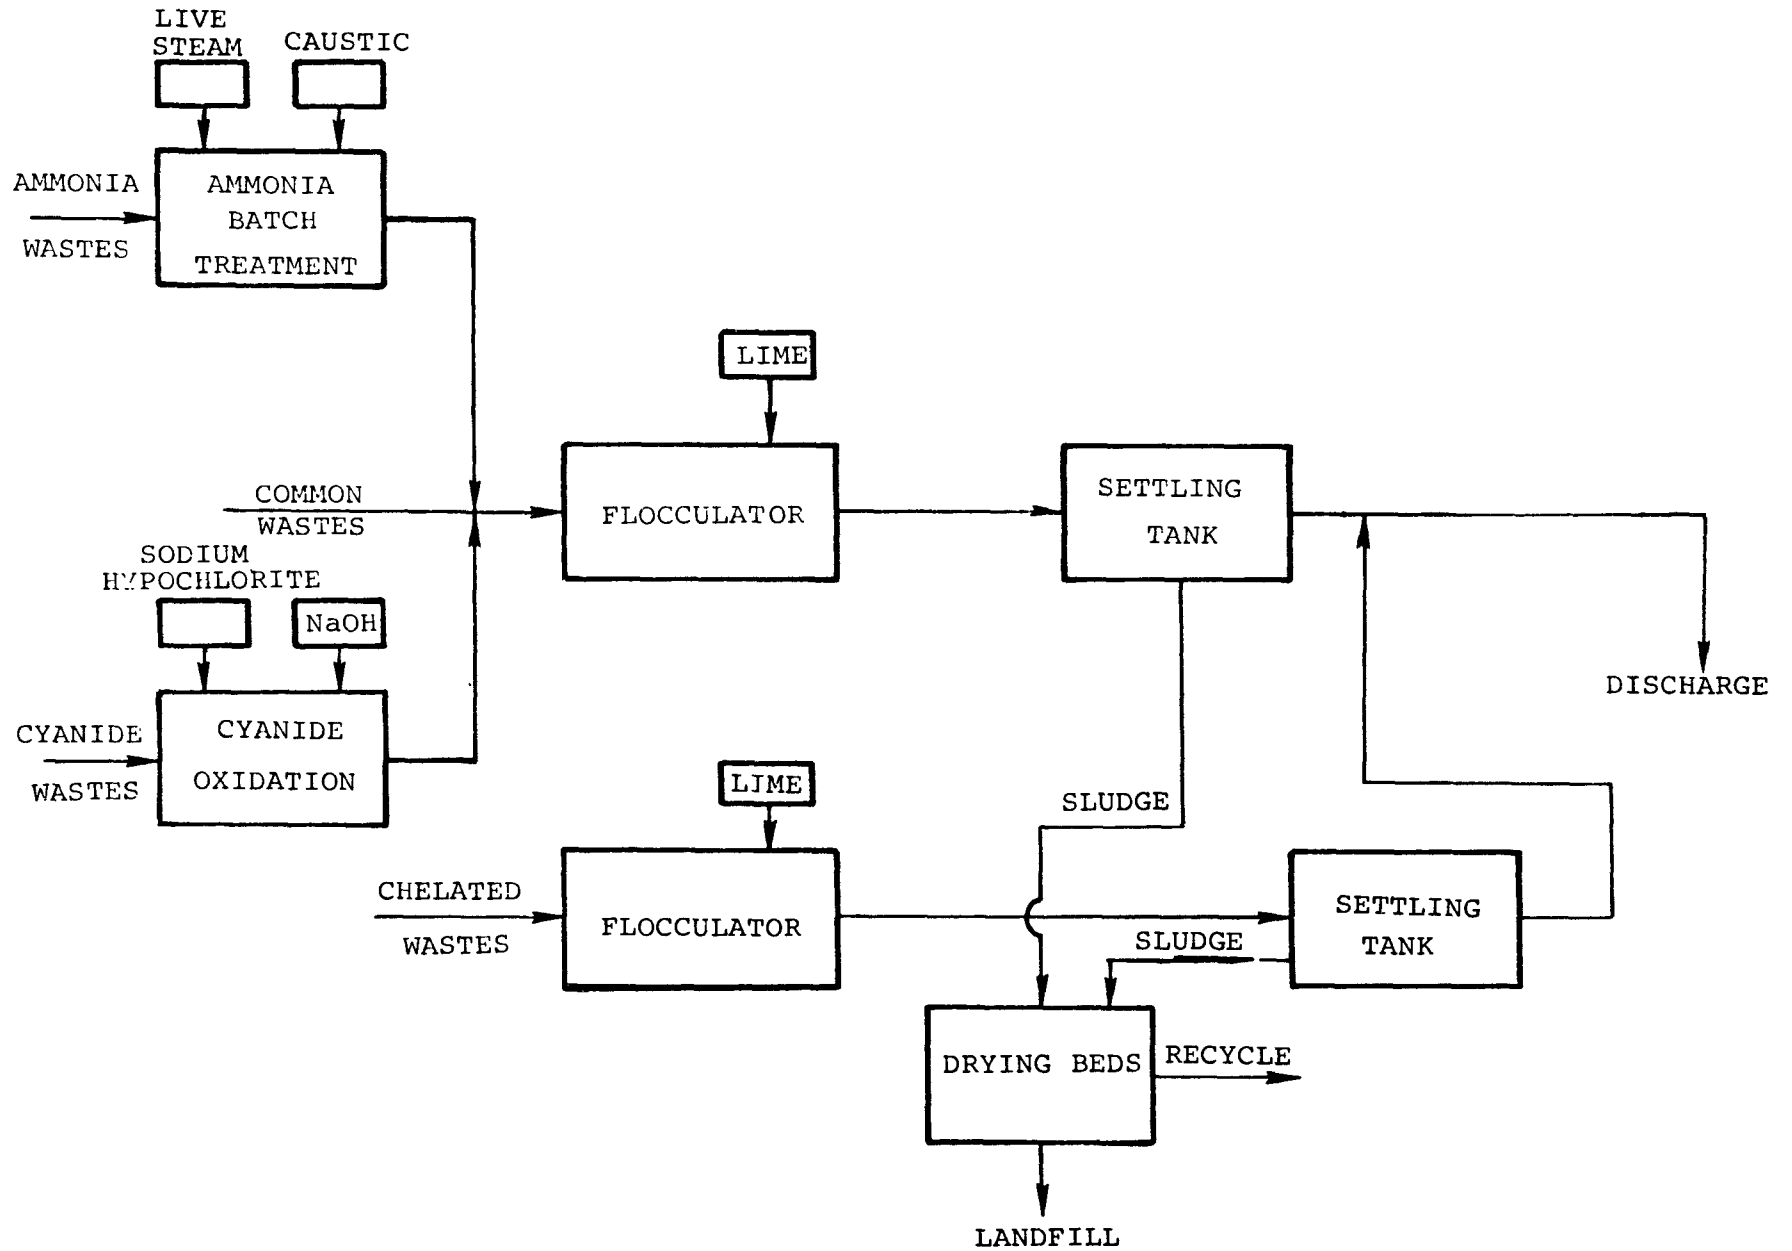 LIVE
STEAM
CAUSTIC
AMMONIA
WASTES
AMMONIA
BATCH
TREATMENT
LIME
COMMON
WASTES
FLOCCULATOR
SETTLING
TANK
SODIUM
HYPOCHLORITE
NaOH
DISCHARGE
CYANIDE
WASTES
CYANIDE
OXIDATION
LIME
SLUDGE
CHELATED
WASTES
FLOCCULATOR
SETTLING
TANK
SLUDGE
DRYING BEDS
RECYCLE
LANDFILL